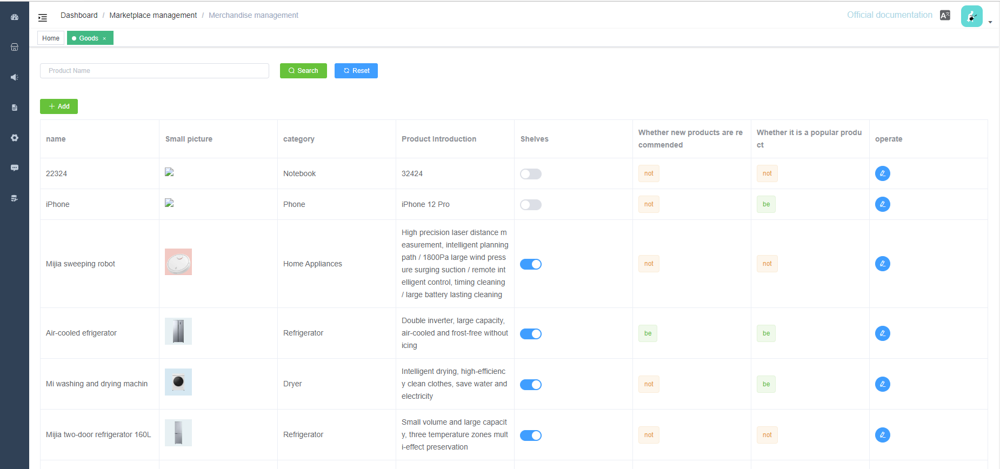 Dashboard / Marketplace management / Merchandise management
Official documentation
Home
Goods ×
Product Name
Search
Reset
Add
name
Small picture
category
Product Introduction
Shelves
Whether new products are re
commended
Whether it is a popular produ
ct
operate
22324
Notebook
32424
not
not
iPhone
Phone
iPhone 12 Pro
not
be
Mijia sweeping robot
Home Appliances
High precision laser distance m
easurement, intelligent planning
path / 1800Pa large wind press
ure surging suction / remote int
elligent control, timing cleaning
/ large battery lasting cleaning
not
not
Air-cooled efrigerator
Refrigerator
Double inverter, large capacity,
air-cooled and frost-free without
icing
be
be
Mi washing and drying machin
Dryer
Intelligent drying, high-efficienc
y clean clothes, save water and
electricity
not
be
Mijia two-door refrigerator 160L
Refrigerator
Small volume and large capacit
y, three temperature zones mult
i-effect preservation
not
not